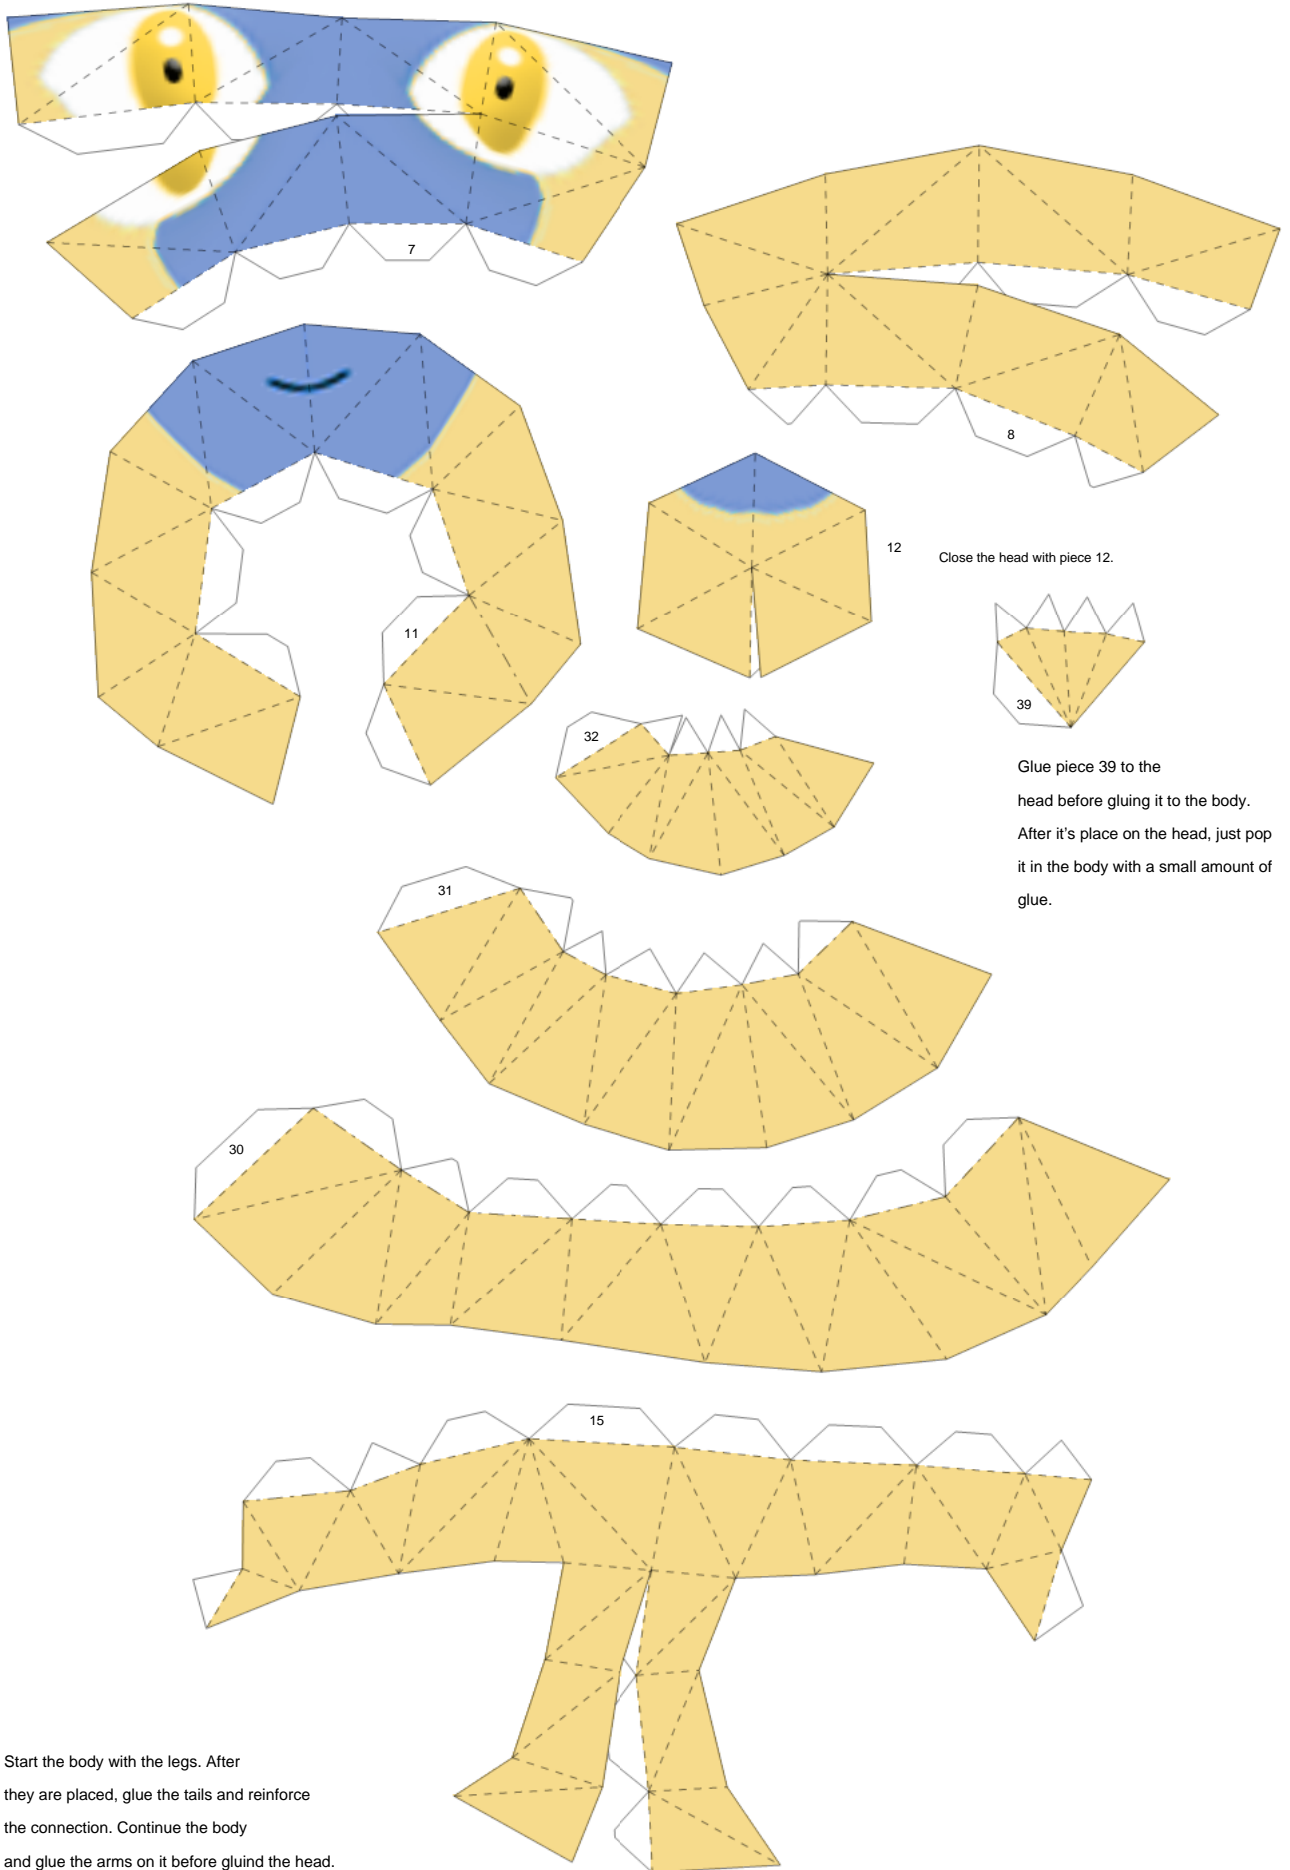 7
8
11
12
Close the head with piece 12.
39
32
Glue piece 39 to the
head before gluing it to the body.
After it's place on the head, just pop
it in the body with a small amount of
glue.
31
30
15
Start the body with the legs. After
they are placed, glue the tails and reinforce
the connection. Continue the body
and glue the arms on it before gluind the head.